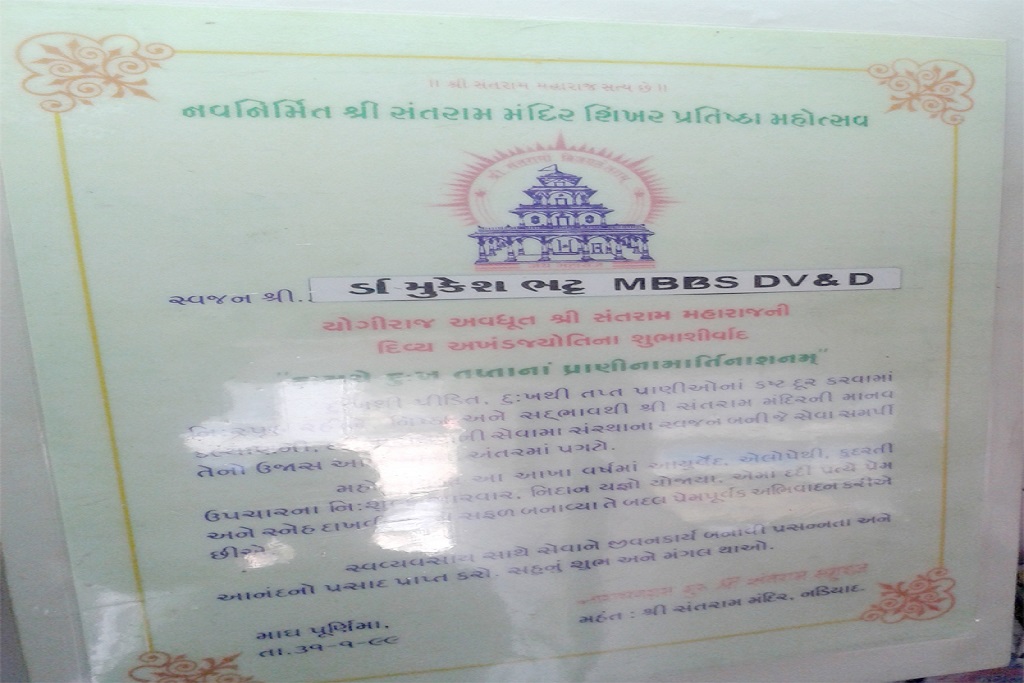 ॥ શ્રી સંતરામ મહારાજ સત્ય છે ॥
નવનિર્મિત શ્રી સંતરામ મંદિર શિખર પ્રતિષ્ઠા મહોત્સવ
સ્વજન શ્રી. ર્ડા મુકેશ ભટ્ટ MBBS DV&D
યોગીરાજ અવધૂત શ્રી સંતરામ મહારાજની
દિવ્ય અખંડજ્યોતિના શુભાશીર્વાદ
દુઃખ તપ્તાનાં પ્રાણીનામાર્તિનાશનમ્"
પીડિત, દુઃખથી તપ્ત પ્રાણીઓનાં કષ્ટ દૂર કરવામાં
અને સદ્ભાવથી શ્રી સંતરામ મંદિરની માનવ
સેવામા સંસ્થાના સ્વજન બની જે સેવા સમર્પી
તેનો ઉજાસ અંતરમાં પગટો.
આ આખા વર્ષમાં આયુર્વેદ, એલોપેથી, કુદરતી
ઉપચારના નિઃશુ સારવાર, નિદાન યજ્ઞો યોજાયા. એમા દર્દી પ્રત્યે પ્રેમ
અને સ્નેહ દાખવી સફળ બનાવ્યા તે બદલ પ્રેમપૂર્વક અભિવાદન કરીએ
છીએ.
સ્વવ્યવસાય સાથે સેવાને જીવનકાર્ય બનાવી પ્રસન્નતા અને
આનંદનો પ્રસાદ પ્રાપ્ત કરો. સહુનું શુભ અને મંગલ થાઓ.
મહંત : શ્રી સંતરામ મંદિર, નડિયાદ.
માઘ પૂર્ણિમા,
તા.૩૧-૧-૯૯